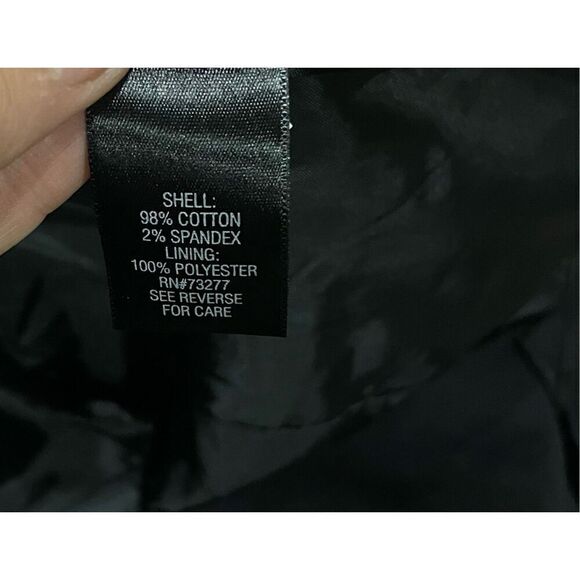 SHELL:
98% COTTON
2% SPANDEX
LINING:
100% POLYESTER
RN#73277
SEE REVERSE
FOR CARE